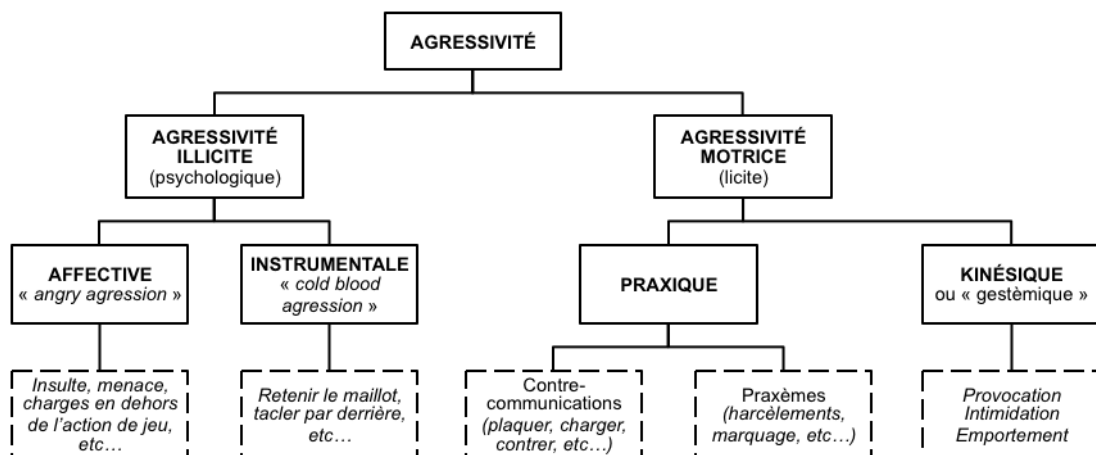 AGRESSIVITÉ
AGRESSIVITÉ
ILLICITE
(psychologique)
AGRESSIVITÉ
MOTRICE
(licite)
AFFECTIVE
« angry agression »
INSTRUMENTALE
« cold blood
agression »
PRAXIQUE
KINÉSIQUE
ou « gestèmique »
Insulte, menace,
charges en dehors
de l'action de jeu,
etc…
Retenir le maillot,
tacler par derrière,
etc…
Contre-
communications
(plaquer, charger,
contrer, etc…)
Praxèmes
(harcèlements,
marquage, etc…)
Provocation
Intimidation
Emportement